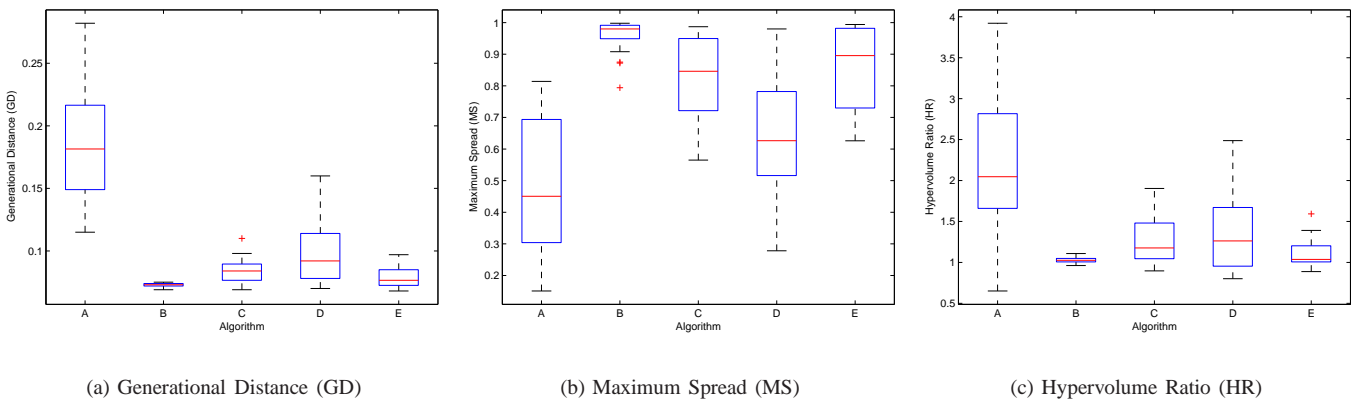 0.25
0.2
0.15
0.1
Generational Distance (GD)
A B C D E
Algorithm
(a) Generational Distance (GD)
1
0.9
0.8
0.7
0.6
0.5
0.4
0.3
0.2
Maximum Spread (MS)
A B C D E
Algorithm
(b) Maximum Spread (MS)
4
3.5
3
2.5
2
1.5
1
0.5
Hypervolume Ratio (HR)
A B C D E
Algorithm
(c) Hypervolume Ratio (HR)